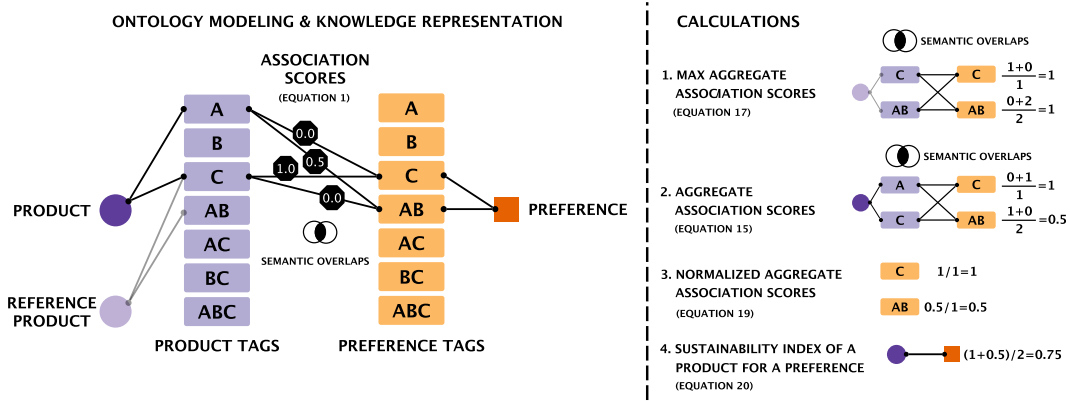 ONTOLOGY MODELING & KNOWLEDGE REPRESENTATION
ASSOCIATION
SCORES
(EQUATION 1)
A
B
C
AB
AC
BC
ABC
A
B
C
AB
AC
BC
ABC
0.0
0.5
1.0
0.0
PRODUCT
REFERENCE
PRODUCT
PREFERENCE
SEMANTIC OVERLAPS
PRODUCT TAGS
PREFERENCE TAGS
CALCULATIONS
SEMANTIC OVERLAPS
1. MAX AGGREGATE
ASSOCIATION SCORES
(EQUATION 17)
C
C
1+0
1
=1
AB
AB
0+2
2
=1
SEMANTIC OVERLAPS
2. AGGREGATE
ASSOCIATION SCORES
(EQUATION 15)
A
C
0+1
1
=1
C
AB
1+0
2
=0.5
3. NORMALIZED AGGREGATE
ASSOCIATION SCORES
(EQUATION 19)
C
1/1=1
AB
0.5/1=0.5
4. SUSTAINABILITY INDEX OF A
PRODUCT FOR A PREFERENCE
(EQUATION 20)
(1+0.5)/2=0.75